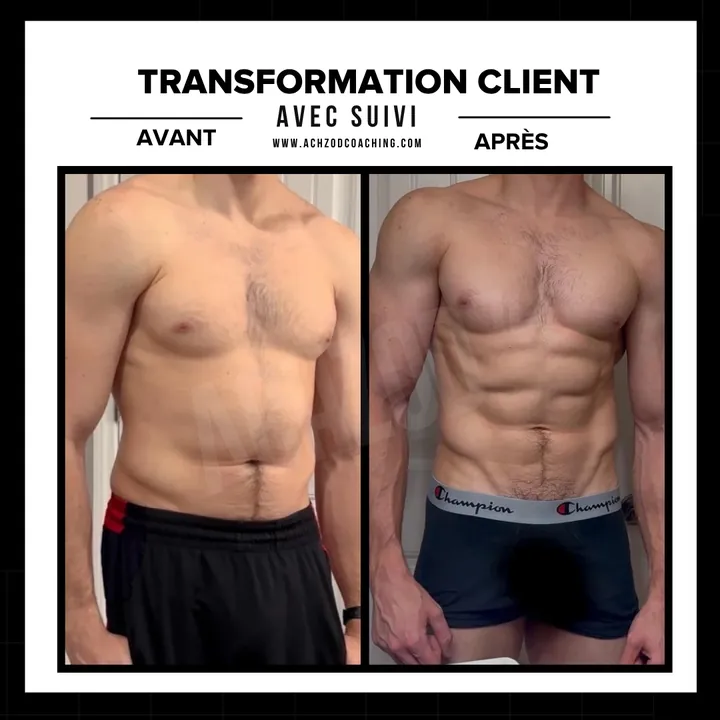 TRANSFORMATION CLIENT
AVEC SUIVI
AVANT
WWW.ACHZODCOACHING.COM
APRÈS
Champion
Champion